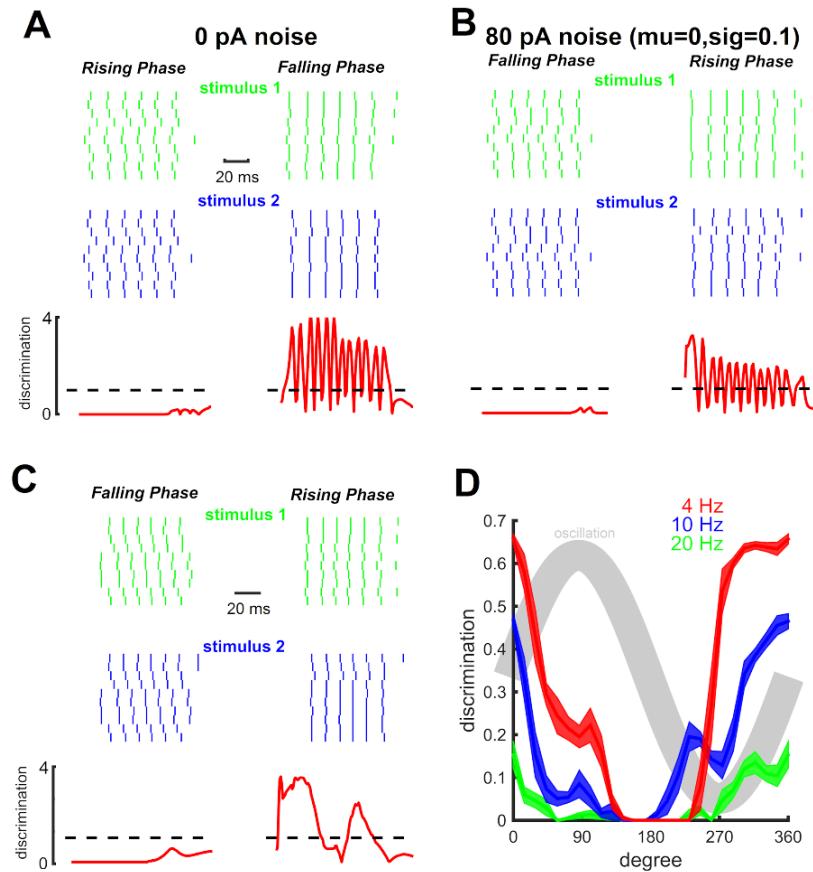 A
0 pA noise
Rising Phase
Falling Phase
stimulus 1
20 ms
stimulus 2
4
discrimination
0
B
80 pA noise (mu=0,sig=0.1)
Falling Phase
Rising Phase
stimulus 1
stimulus 2
4
0
C
Falling Phase
Rising Phase
stimulus 1
20 ms
stimulus 2
4
0
D
4 Hz
10 Hz
20 Hz
oscillation
0.7
0.6
0.5
0.4
0.3
0.2
0.1
0
discrimination
0
90
180
270
360
degree